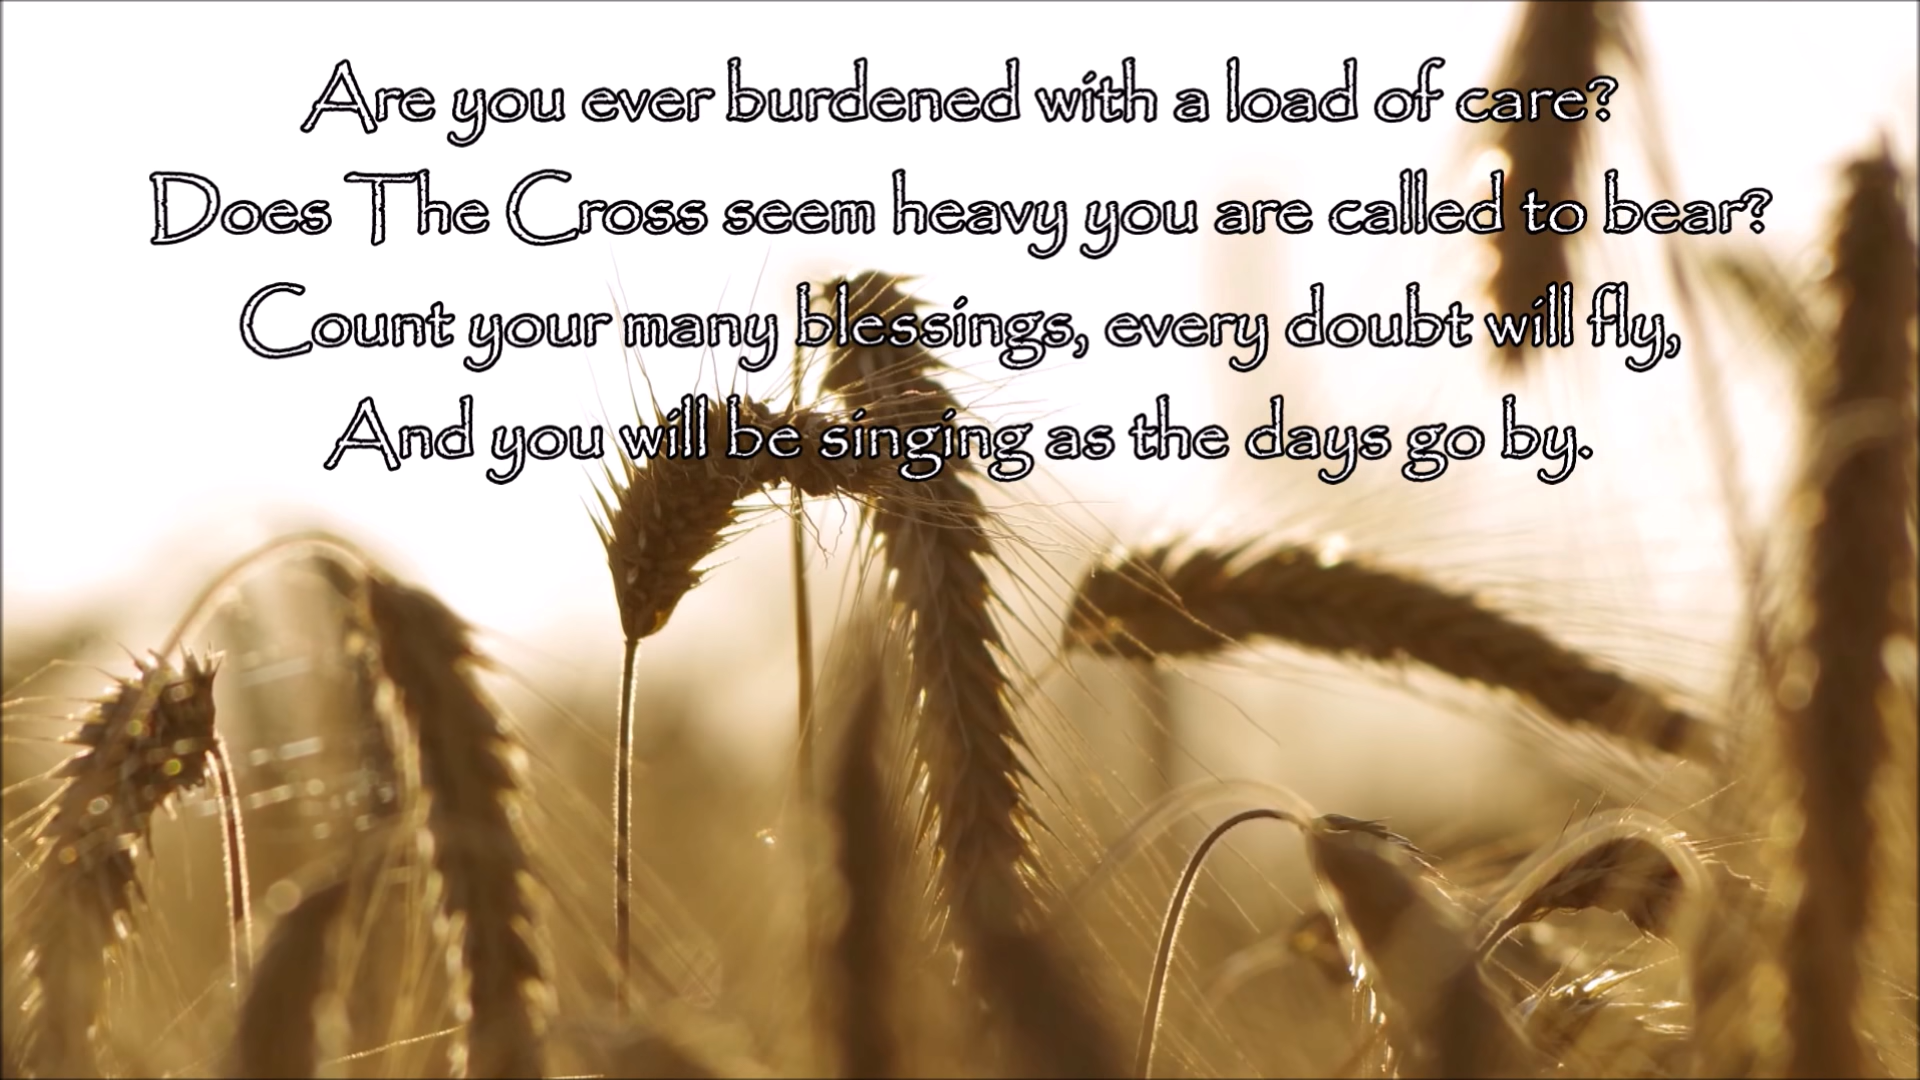 Are you ever burdened with a load of care?
Does The Cross seem heavy you are called to bear?
Count your many blessings, every doubt will fly,
And you will be singing as the days go by.